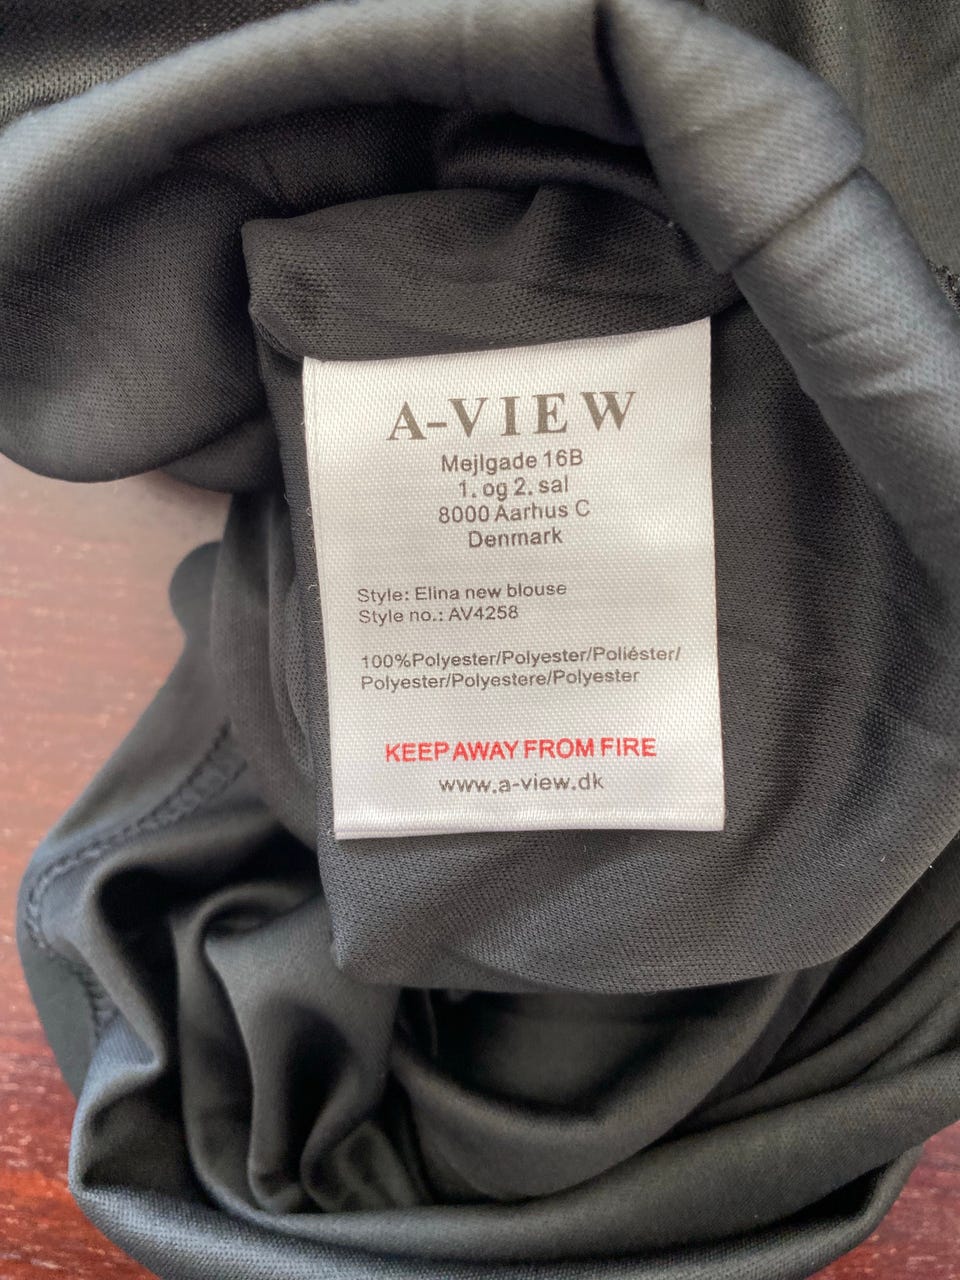 A-VIEW
Mejlgade 16B
1. og 2. sal
8000 Aarhus C
Denmark
Style: Elina new blouse
Style no.: AV4258
100%Polyester/Polyester/Poliéster/
Polyester/Polyestere/Polyester
KEEP AWAY FROM FIRE
www.a-view.dk